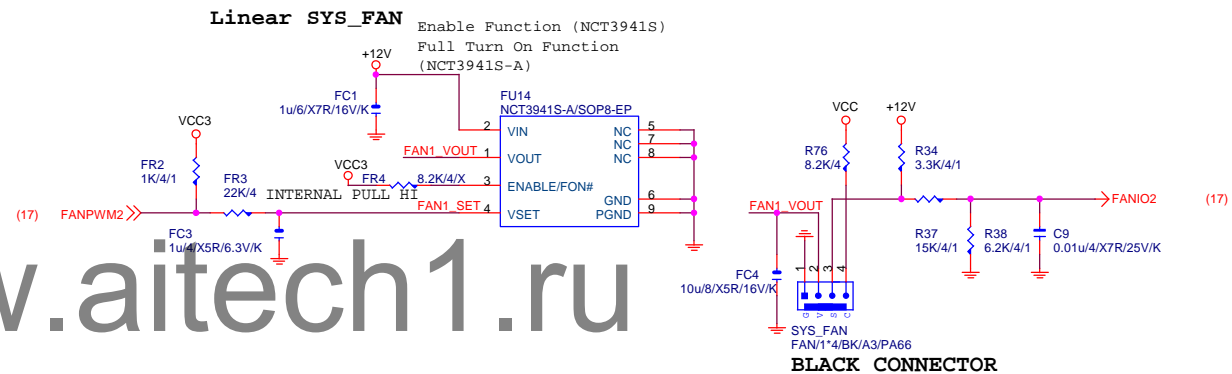 Linear SYS_FAN
Enable Function (NCT3941S)
Full Turn On Function
(NCT3941S-A)
+12V
FC1
1u/6/X7R/16V/K
FU14
NCT3941S-A/SOP8-EP
2 VIN
1 VOUT
3 ENABLE/FON#
4 VSET
NC 5
NC 7
NC 8
GND 6
PGND 9
FAN1_VOUT
VCC3
FR4
8.2K/4/X
INTERNAL PULL HI
FAN1_SET
VCC3
FR2
1K/4/1
FR3
22K/4
(17) FANPWM2
FC3
1u/4/X5R/6.3V/K
VCC
+12V
R76
8.2K/4
R34
3.3K/4/1
FAN1_VOUT
FANIO2 (17)
R37
15K/4/1
R38
6.2K/4/1
C9
0.01u/4/X7R/25V/K
FC4
10u/8/X5R/16V/K
1 2 3 4
G V S C
SYS_FAN
FAN/1*4/BK/A3/PA66
BLACK CONNECTOR
w.aitech1.ru